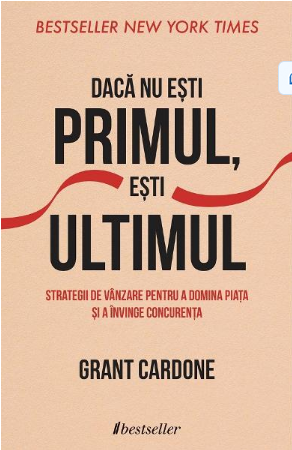 BESTSELLER NEW YORK TIMES
DACĂ NU EȘTI
PRIMUL,
EȘTI
ULTIMUL
STRATEGII DE VÂNZARE PENTRU A DOMINA PIAȚA
ȘI A ÎNVINGE CONCURENȚA
GRANT CARDONE
bestseller